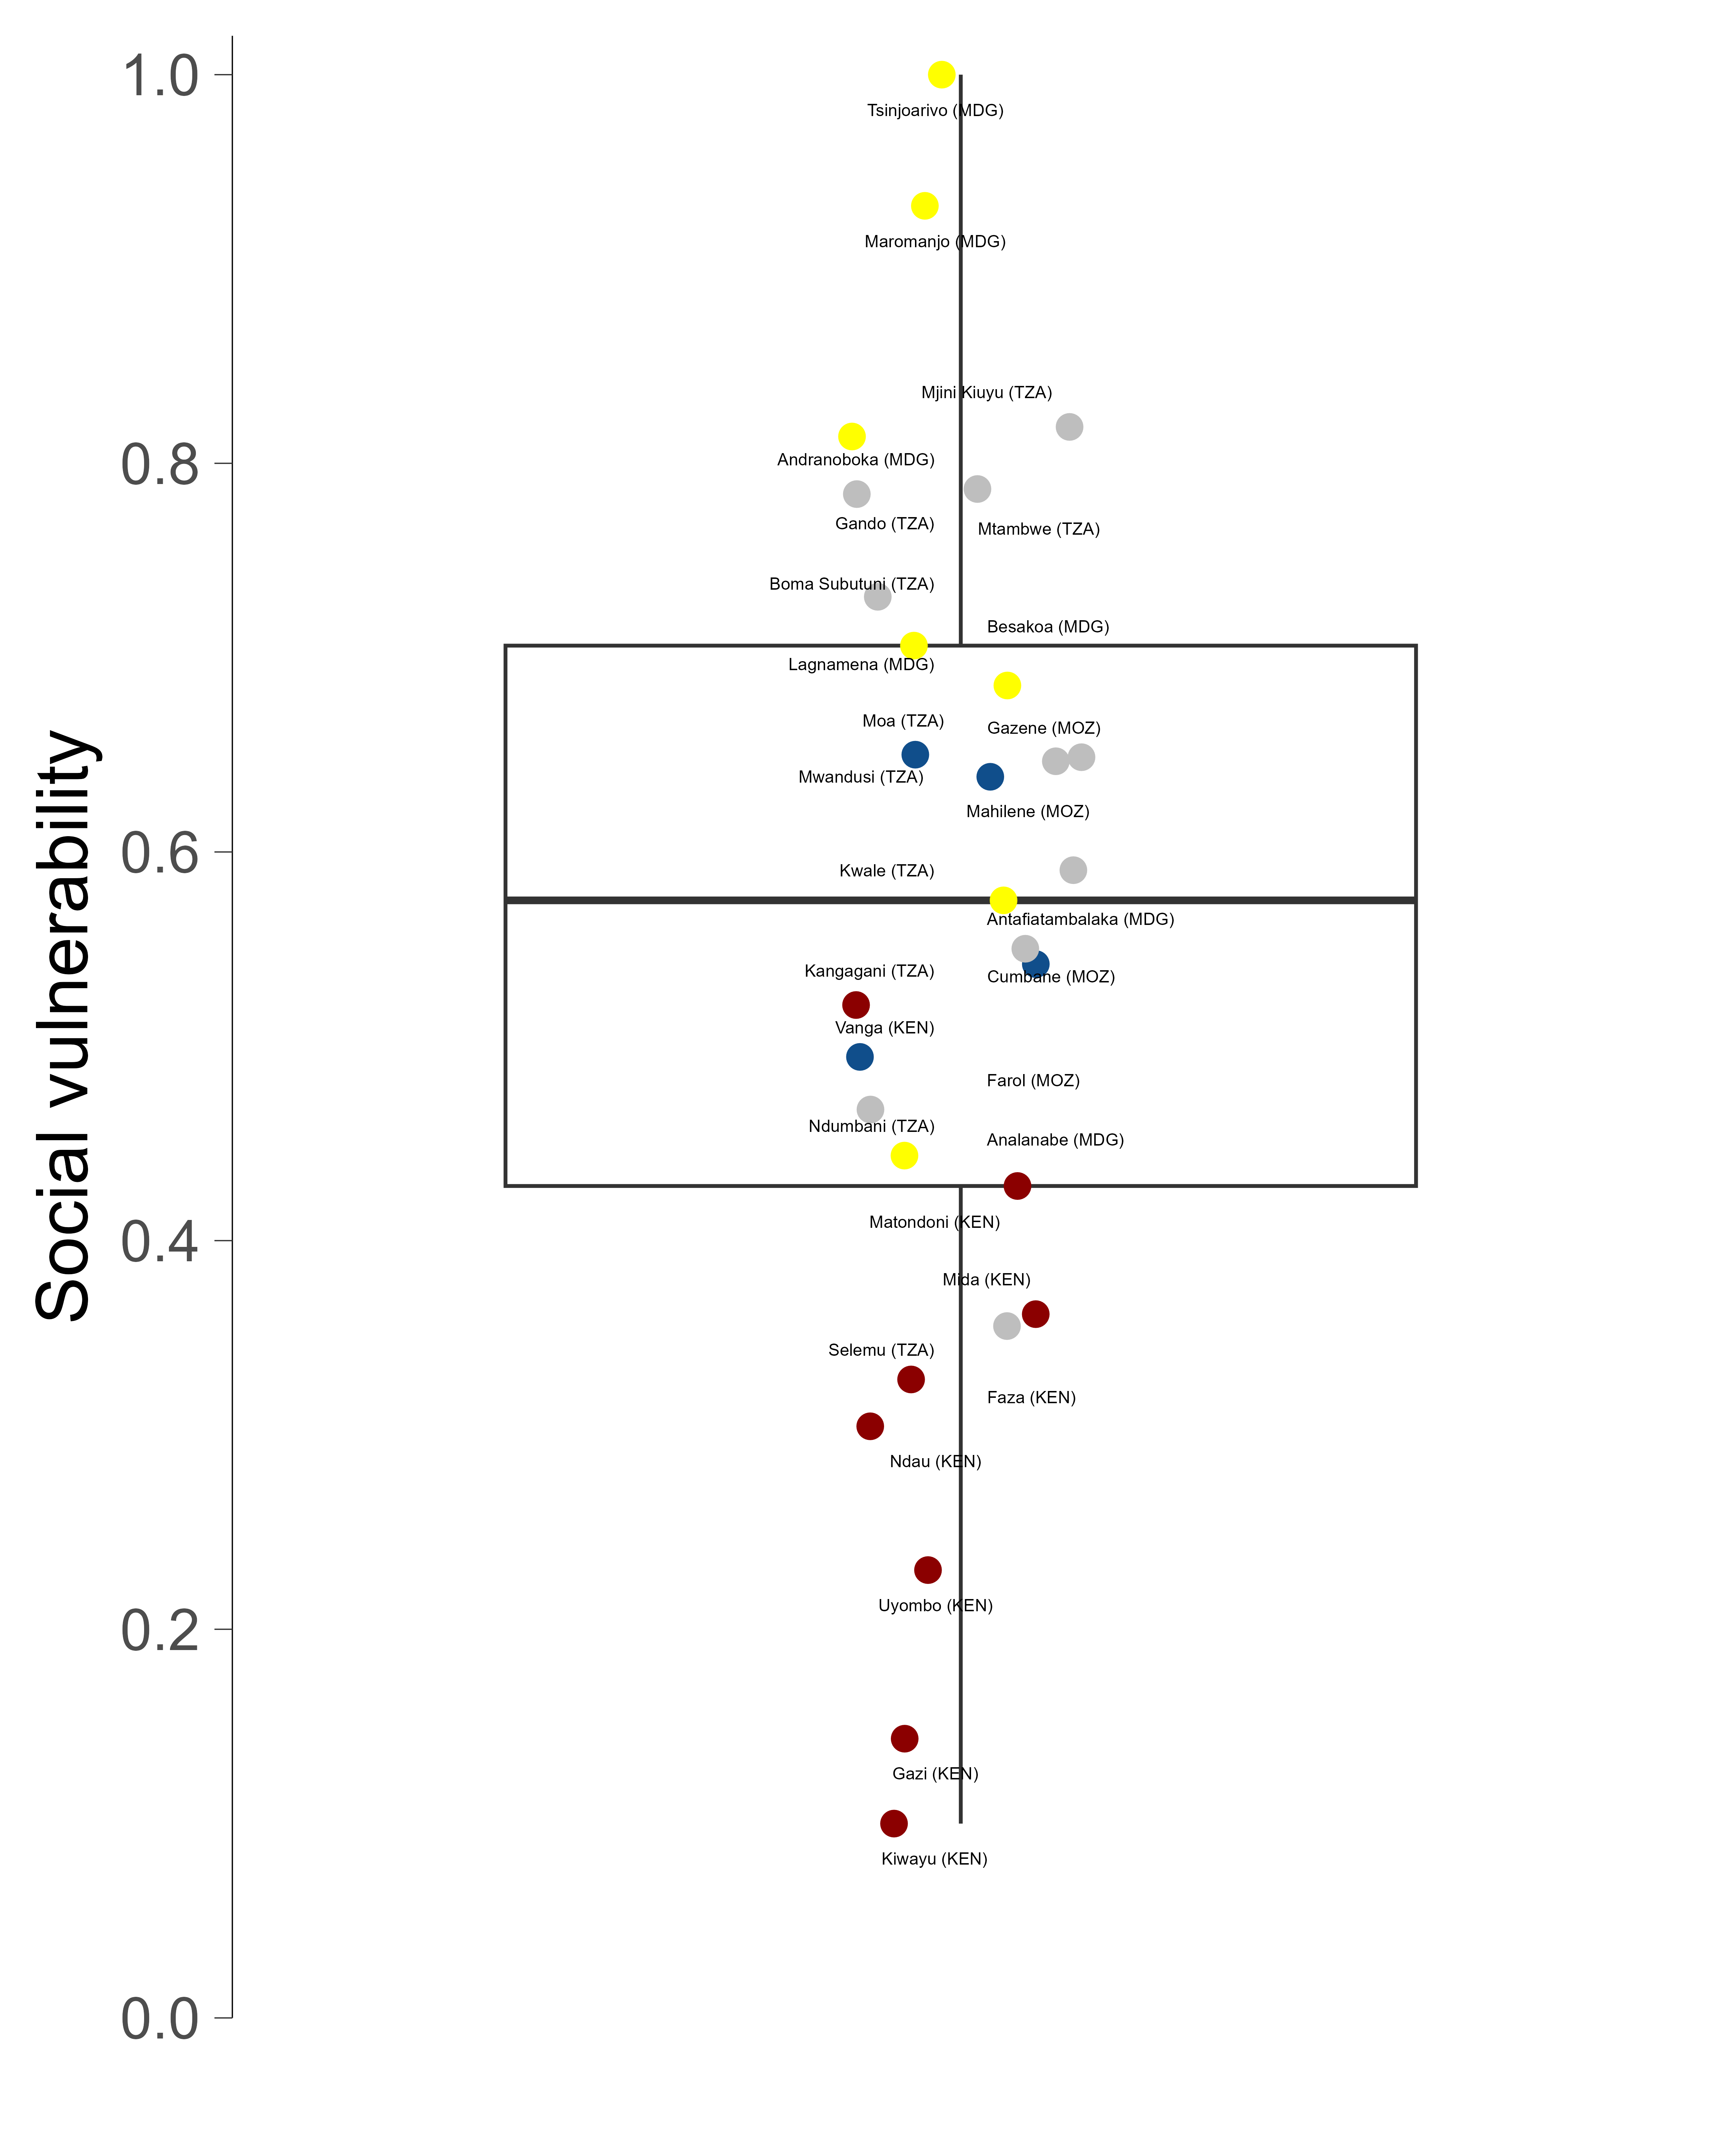 Social vulnerability
1.0
0.8
0.6
0.4
0.2
0.0
Tsinjoarivo (MDG)
Maromanjo (MDG)
Mjini Kiuyu (TZA)
Andranoboka (MDG)
Gando (TZA)
Mtambwe (TZA)
Boma Subutuni (TZA)
Besakoa (MDG)
Lagnamena (MDG)
Moa (TZA)
Gazene (MOZ)
Mwandusi (TZA)
Mahilene (MOZ)
Kwale (TZA)
Antafiatambalaka (MDG)
Kangagani (TZA)
Cumbane (MOZ)
Vanga (KEN)
Farol (MOZ)
Ndumbani (TZA)
Analanabe (MDG)
Matondoni (KEN)
Mida (KEN)
Selemu (TZA)
Faza (KEN)
Ndau (KEN)
Uyombo (KEN)
Gazi (KEN)
Kiwayu (KEN)